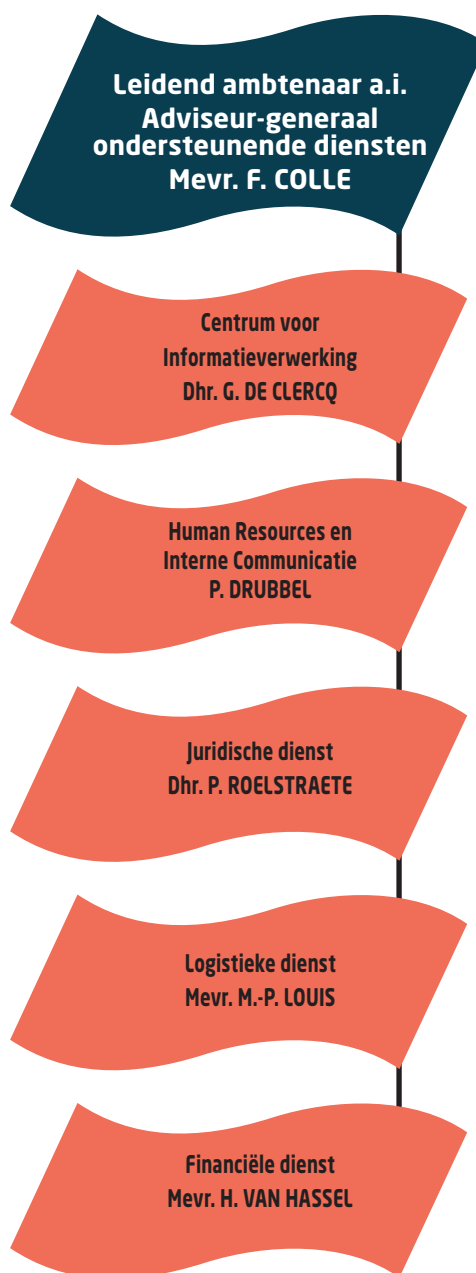 Leidend ambtenaar a.i.
Adviseur-generaal
ondersteunende diensten
Mevr. F. COLLE
Centrum voor
Informatieverwerking
Dhr. G. DE CLERCQ
Human Resources en
Interne Communicatie
P. DRUBBEL
Juridische dienst
Dhr. P. ROELSTRAETE
Logistieke dienst
Mevr. M.-P. LOUIS
Financiële dienst
Mevr. H. VAN HASSEL